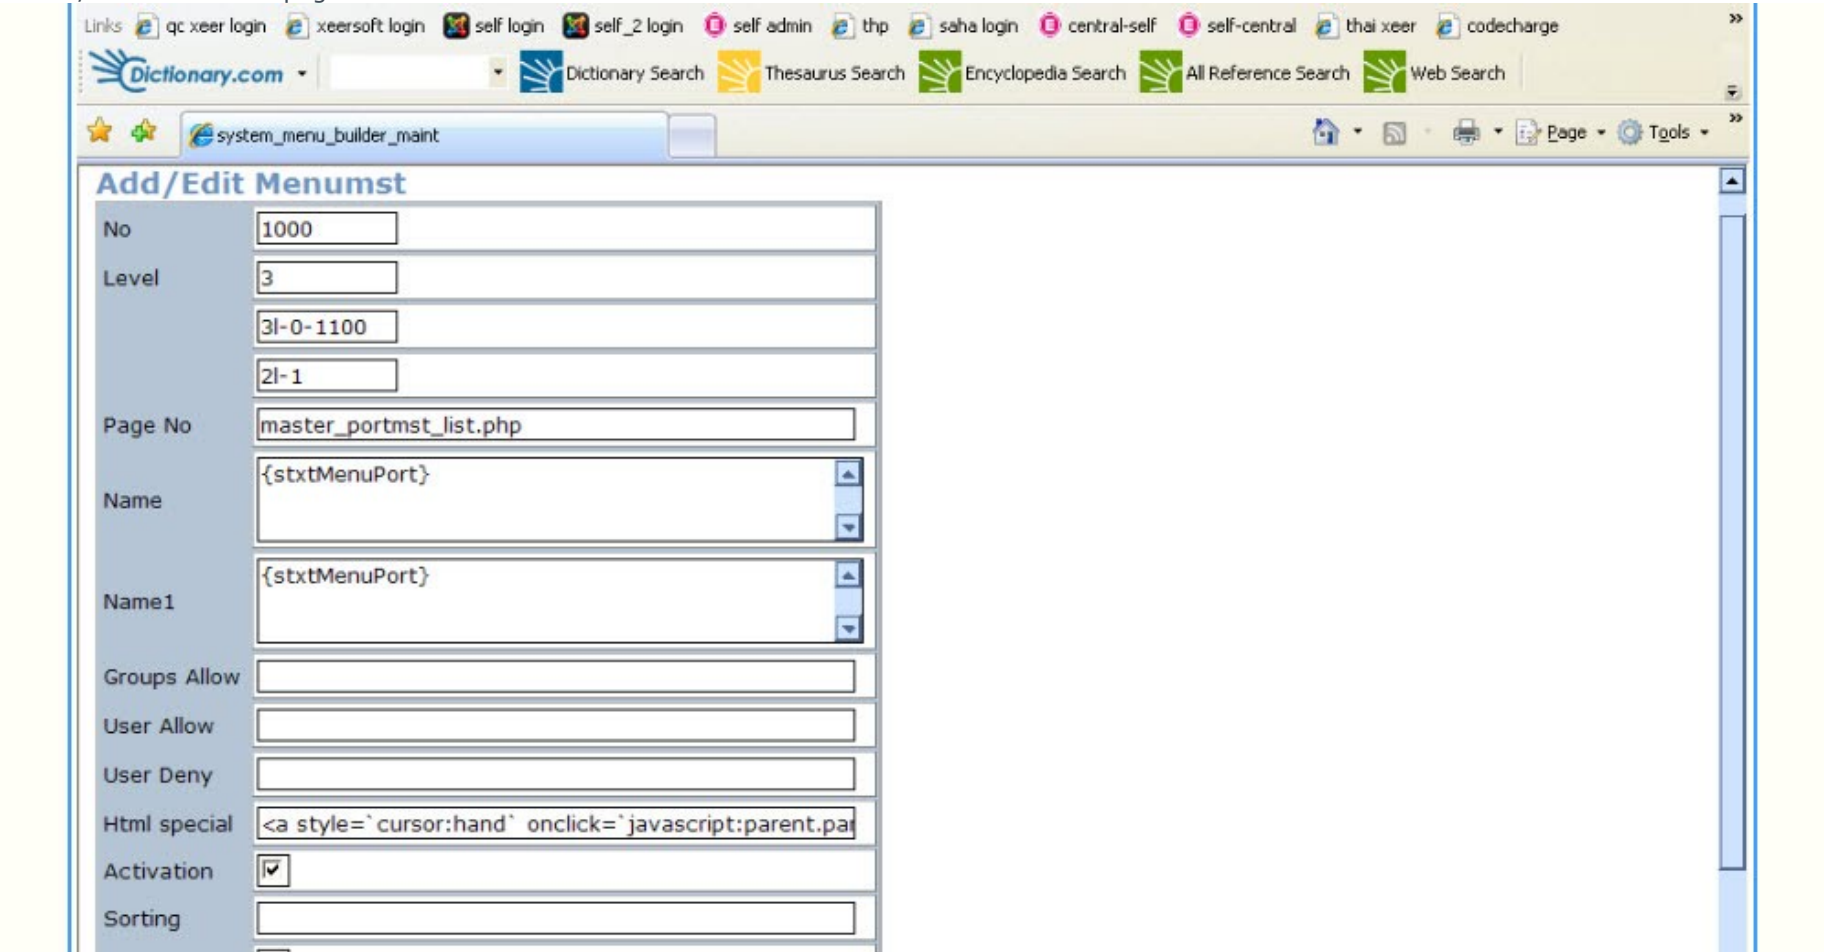 Links qc xeer login xeersoft login self login self_2 login self admin thp saha login central-self self-central thai xeer codecharge »
Dictionary.com Dictionary Search Thesaurus Search Encyclopedia Search All Reference Search Web Search
system_menu_builder_maint Page Tools »
Add/Edit Menumst
No 1000
Level 3
3l-0-1100
2l-1
Page No master_portmst_list.php
Name {stxtMenuPort}
Name1 {stxtMenuPort}
Groups Allow
User Allow
User Deny
Html special <a style=`cursor:hand` onclick=`javascript:parent.par
Activation
Sorting